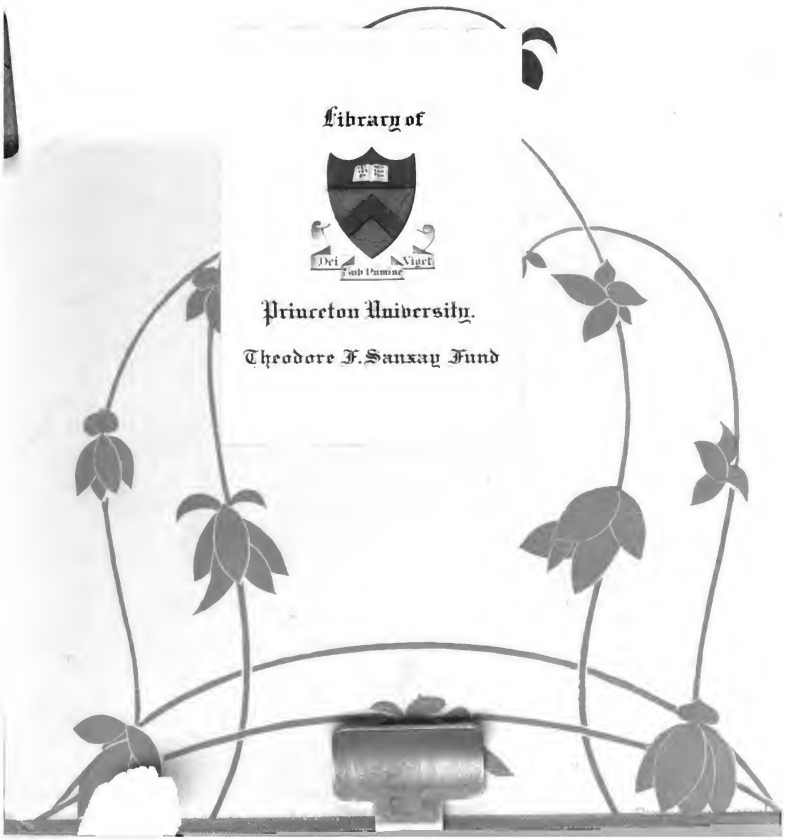 Library of
Dei Viget
Sub Numine
Princeton University.
Theodore F. Sanxay Fund